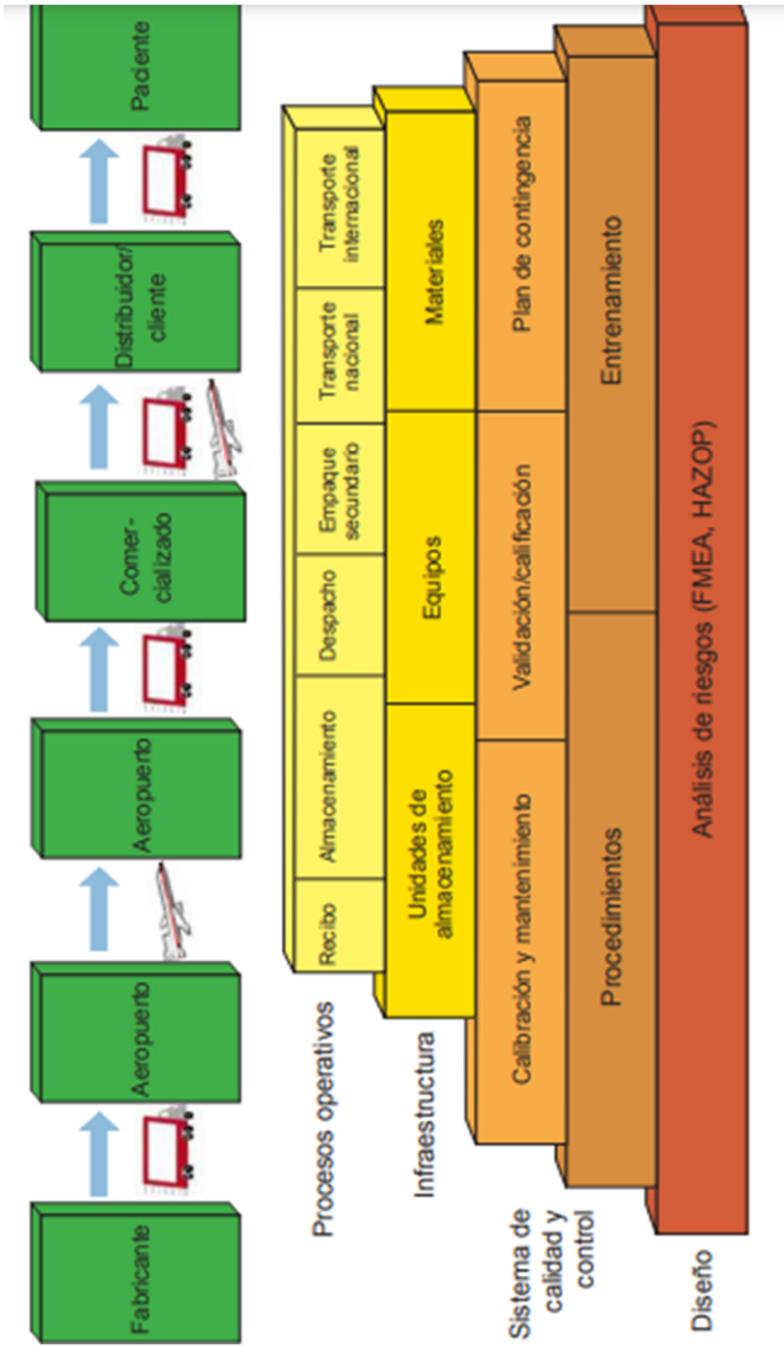 Fabricante
Aeropuerto
Aeropuerto
Comer-
cializado
Distribuidor/
cliente
Paciente
Procesos operativos
Recibo
Almacenamiento
Despacho
Empaque
secundario
Transporte
nacional
Transporte
internacional
Infraestructura
Unidades de
almacenamiento
Equipos
Materiales
Sistema de
calidad y
control
Calibración y mantenimiento
Validación/calificación
Plan de contingencia
Procedimientos
Entrenamiento
Diseño
Análisis de riesgos (FMEA, HAZOP)